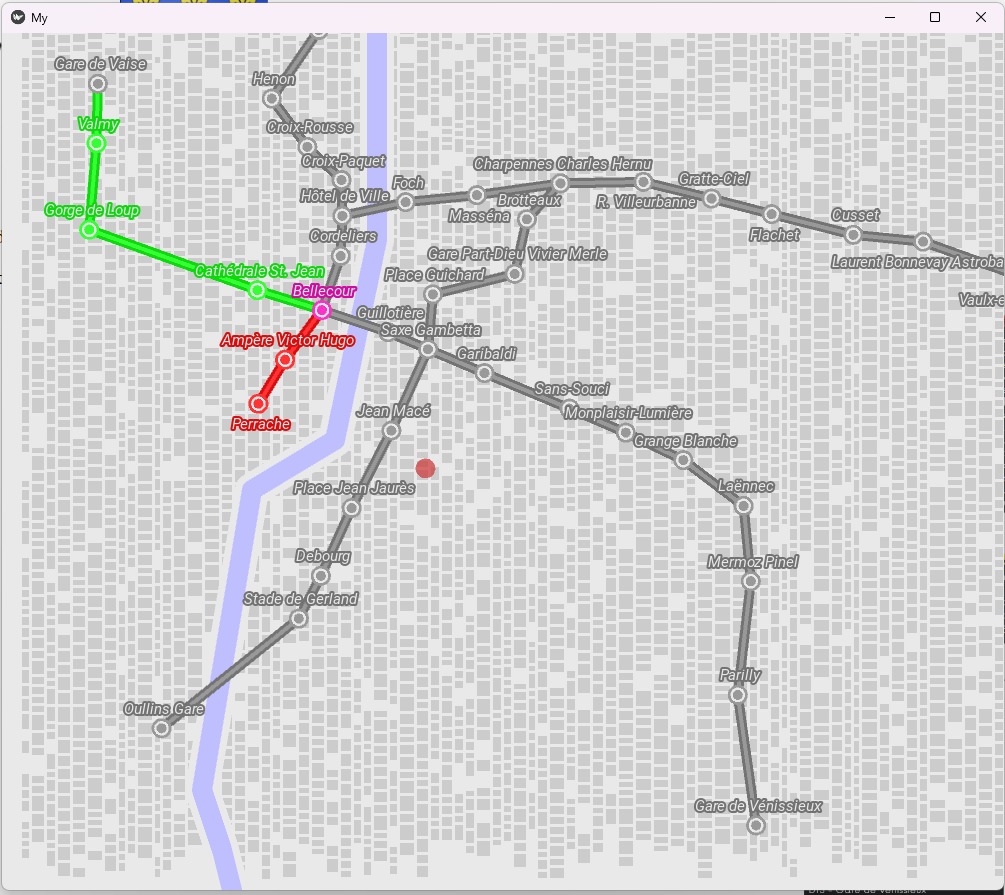 My
Gare de Vaise
Henon
Valmy
Croix-Rousse
Croix-Paquet
Charpennes Charles Hernu
Gratte-Ciel
Foch
Hôtel de Ville
Brotteaux
R. Villeurbanne
Gorge de Loup
Masséna
Cusset
Cordeliers
Flachet
Gare Part-Dieu Vivier Merle
Laurent Bonnevay Astroba
Cathédrale St. Jean
Place Guichard
Bellecour
Vaulx-e
Guillotière
Saxe Gambetta
Ampère Victor Hugo
Garibaldi
Sans-Souci
Jean Macé
Monplaisir-Lumière
Perrache
Grange Blanche
Place Jean Jaurès
Laënnec
Debourg
Mermoz Pinel
Stade de Gerland
Parilly
Oullins Gare
Gare de Vénissieux